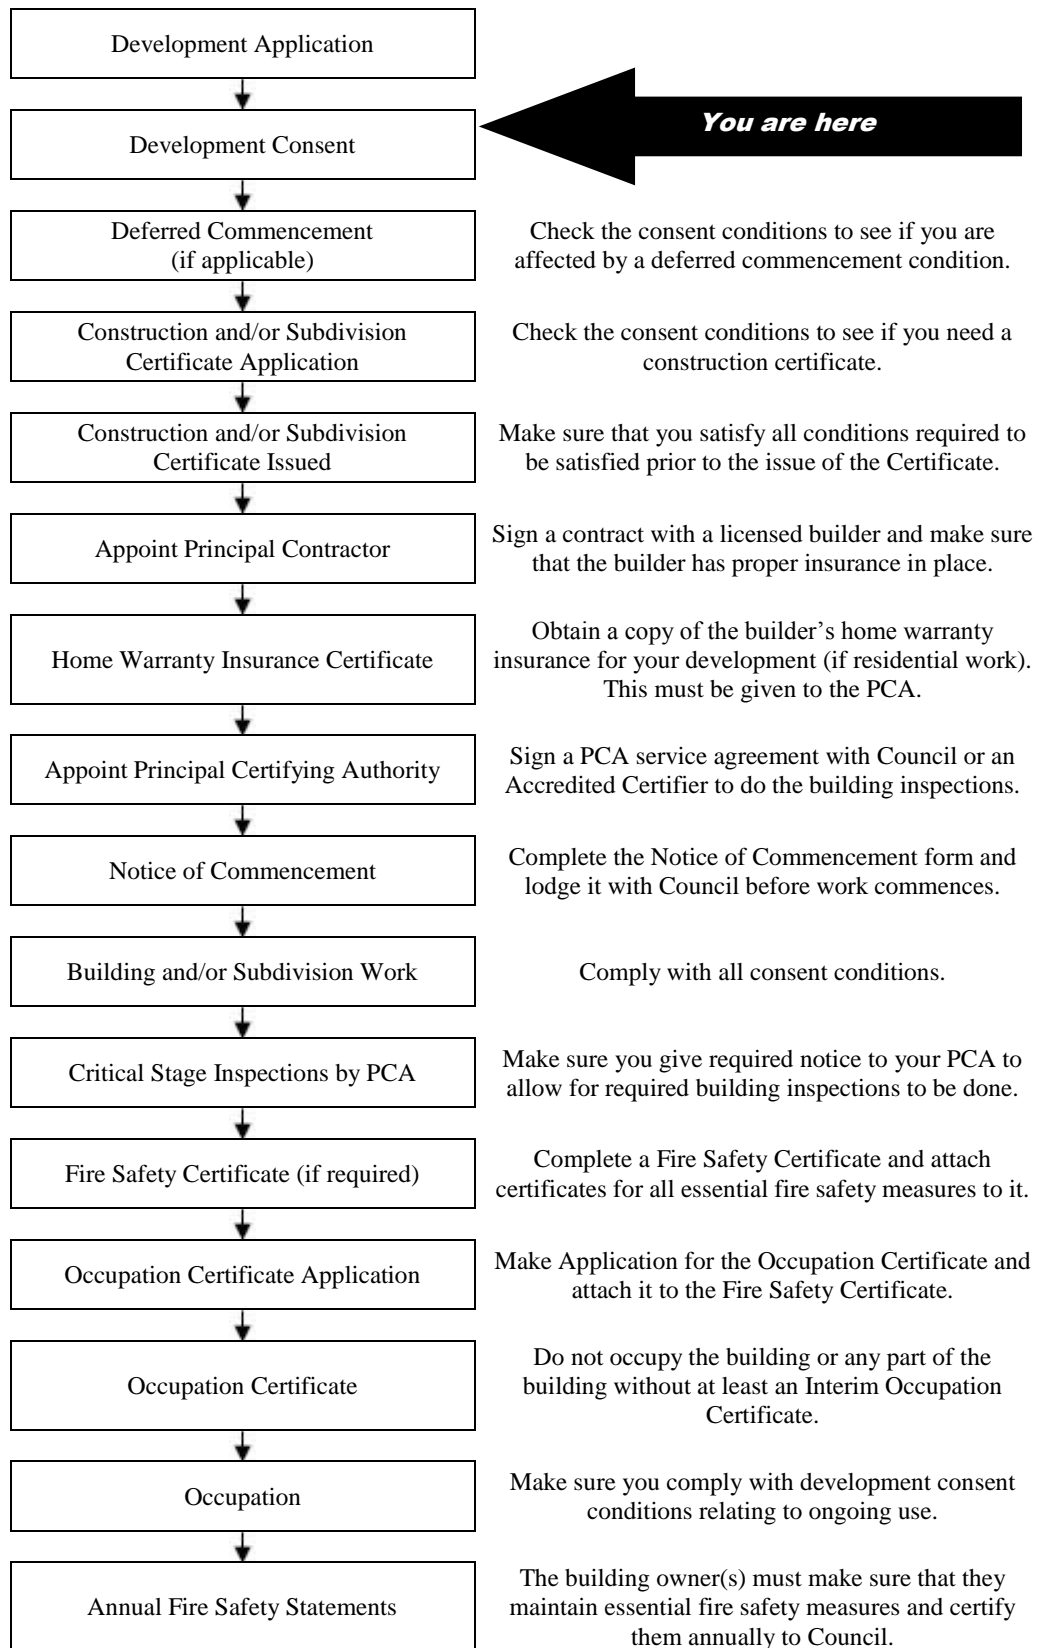 Development Application
Development Consent
You are here
Deferred Commencement
(if applicable)
Check the consent conditions to see if you are
affected by a deferred commencement condition.
Construction and/or Subdivision
Certificate Application
Check the consent conditions to see if you need a
construction certificate.
Construction and/or Subdivision
Certificate Issued
Make sure that you satisfy all conditions required to
be satisfied prior to the issue of the Certificate.
Appoint Principal Contractor
Sign a contract with a licensed builder and make sure
that the builder has proper insurance in place.
Home Warranty Insurance Certificate
Obtain a copy of the builder’s home warranty
insurance for your development (if residential work).
This must be given to the PCA.
Appoint Principal Certifying Authority
Sign a PCA service agreement with Council or an
Accredited Certifier to do the building inspections.
Notice of Commencement
Complete the Notice of Commencement form and
lodge it with Council before work commences.
Building and/or Subdivision Work
Comply with all consent conditions.
Critical Stage Inspections by PCA
Make sure you give required notice to your PCA to
allow for required building inspections to be done.
Fire Safety Certificate (if required)
Complete a Fire Safety Certificate and attach
certificates for all essential fire safety measures to it.
Occupation Certificate Application
Make Application for the Occupation Certificate and
attach it to the Fire Safety Certificate.
Occupation Certificate
Do not occupy the building or any part of the
building without at least an Interim Occupation
Certificate.
Occupation
Make sure you comply with development consent
conditions relating to ongoing use.
Annual Fire Safety Statements
The building owner(s) must make sure that they
maintain essential fire safety measures and certify
them annually to Council.